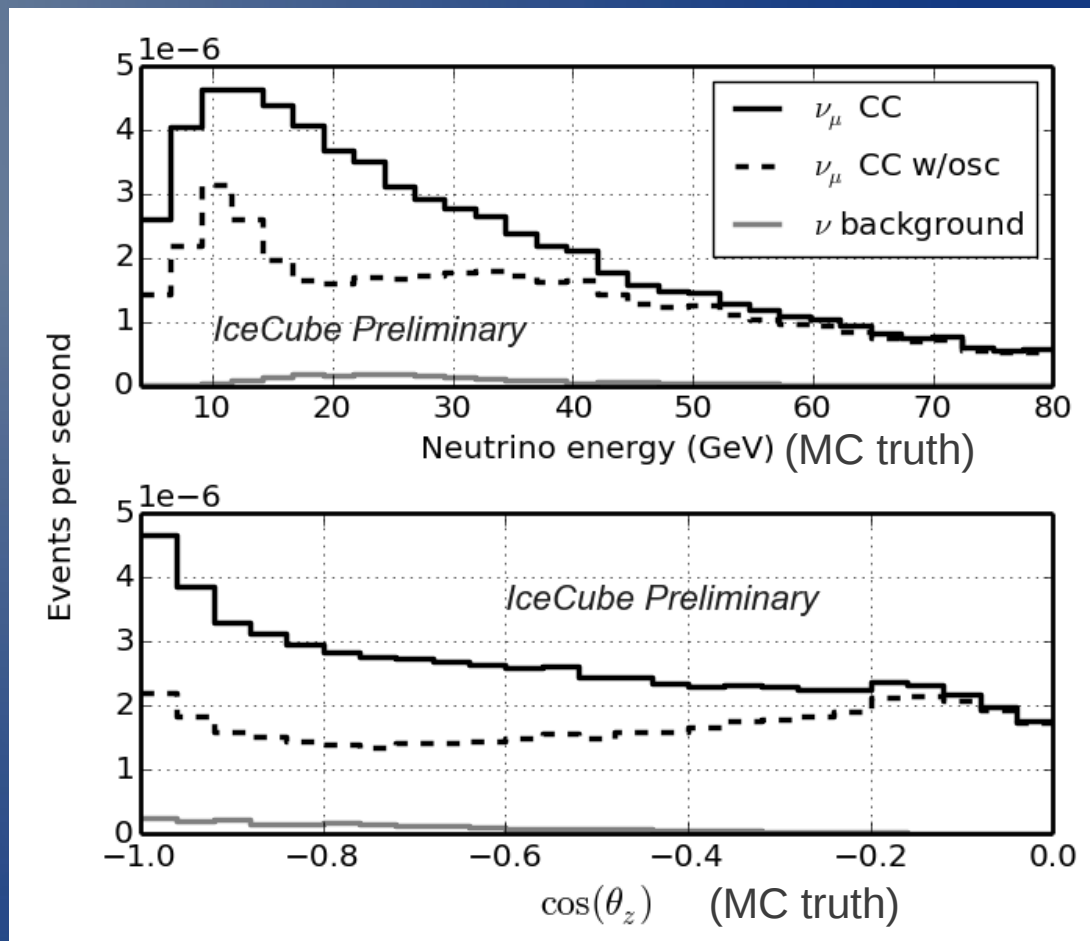 Events per second
1e−6
5
4
3
2
1
0
ν_μ CC
ν_μ CC w/osc
ν background
IceCube Preliminary
10 20 30 40 50 60 70 80
Neutrino energy (GeV) (MC truth)
1e−6
5
4
3
2
1
0
IceCube Preliminary
−1.0 −0.8 −0.6 −0.4 −0.2 0.0
cos(θ_z) (MC truth)